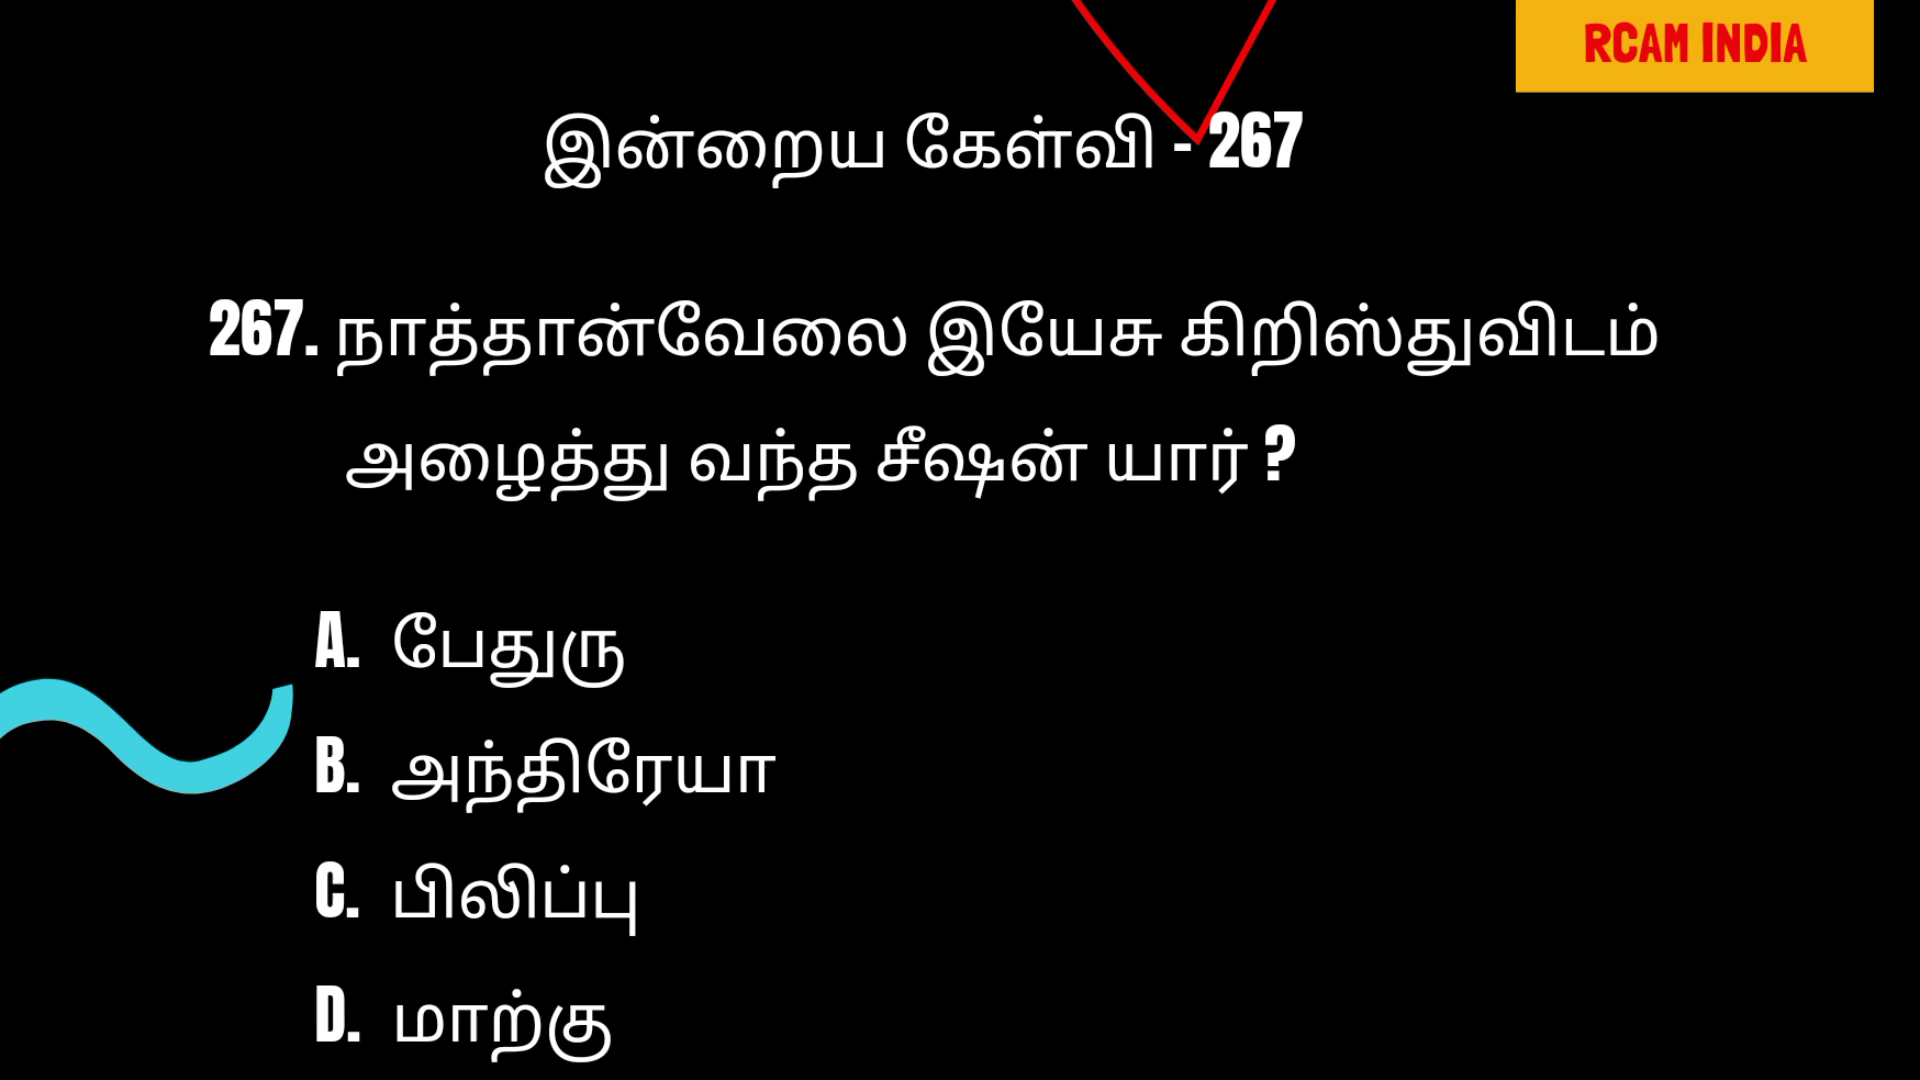 RCAM INDIA
இன்றைய கேள்வி - 267
267. நாத்தான்வேலை இயேசு கிறிஸ்துவிடம்
அழைத்து வந்த சீஷன் யார் ?
A. பேதுரு
B. அந்திரேயா
C. பிலிப்பு
D. மாற்கு